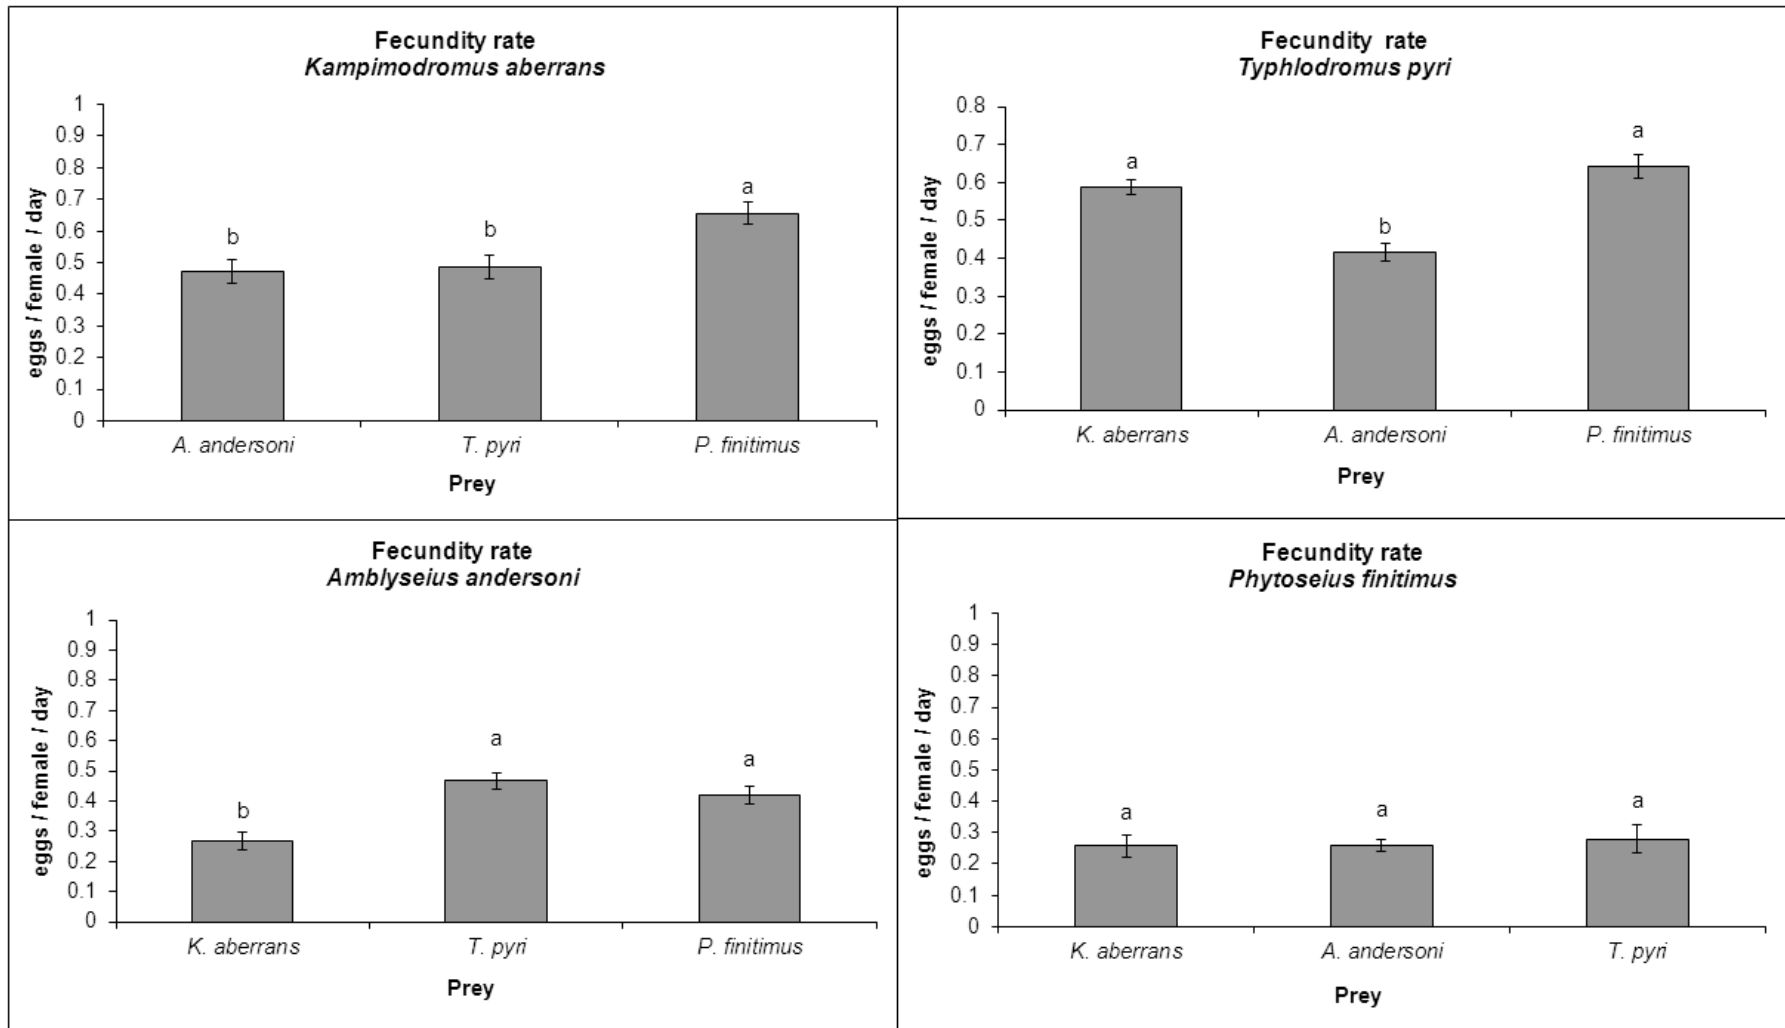 Fecundity rate
Kampimodromus aberrans
eggs / female / day
1
0.9
0.8
0.7
0.6
0.5
0.4
0.3
0.2
0.1
0
b
b
a
A. andersoni
T. pyri
P. finitimus
Prey
Fecundity rate
Typhlodromus pyri
eggs / female / day
0.8
0.7
0.6
0.5
0.4
0.3
0.2
0.1
0
a
b
a
K. aberrans
A. andersoni
P. finitimus
Prey
Fecundity rate
Amblyseius andersoni
eggs / female / day
1
0.9
0.8
0.7
0.6
0.5
0.4
0.3
0.2
0.1
0
b
a
a
K. aberrans
T. pyri
P. finitimus
Prey
Fecundity rate
Phytoseius finitimus
eggs / female / day
1
0.9
0.8
0.7
0.6
0.5
0.4
0.3
0.2
0.1
0
a
a
a
K. aberrans
A. andersoni
T. pyri
Prey